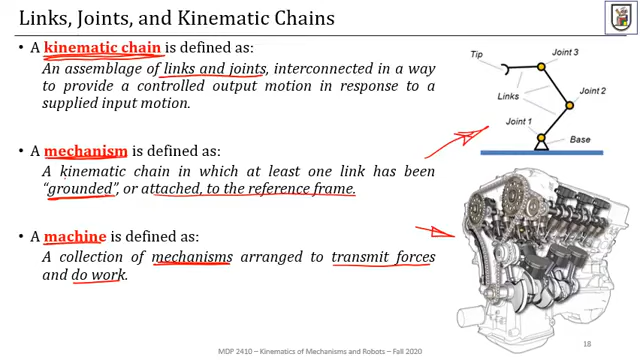 Links, Joints, and Kinematic Chains
• A kinematic chain is defined as:
An assemblage of links and joints, interconnected in a way
to provide a controlled output motion in response to a
supplied input motion.
• A mechanism is defined as:
A kinematic chain in which at least one link has been
"grounded", or attached, to the reference frame.
• A machine is defined as:
A collection of mechanisms arranged to transmit forces
and do work.
Tip
Joint 3
Links
Joint 2
Joint 1
Base
MDP 2410 – Kinematics of Mechanisms and Robots – Fall 2020
18